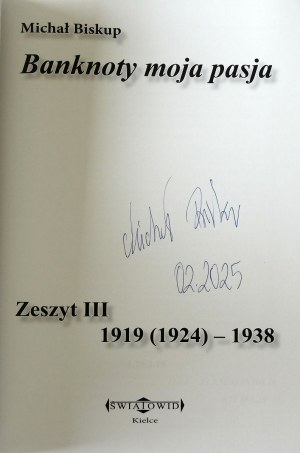 Michał Biskup
Banknoty moja pasja
Michał Biskup
02.2025
Zeszyt III
1919 (1924) – 1938
ŚWIATOWID
Kielce